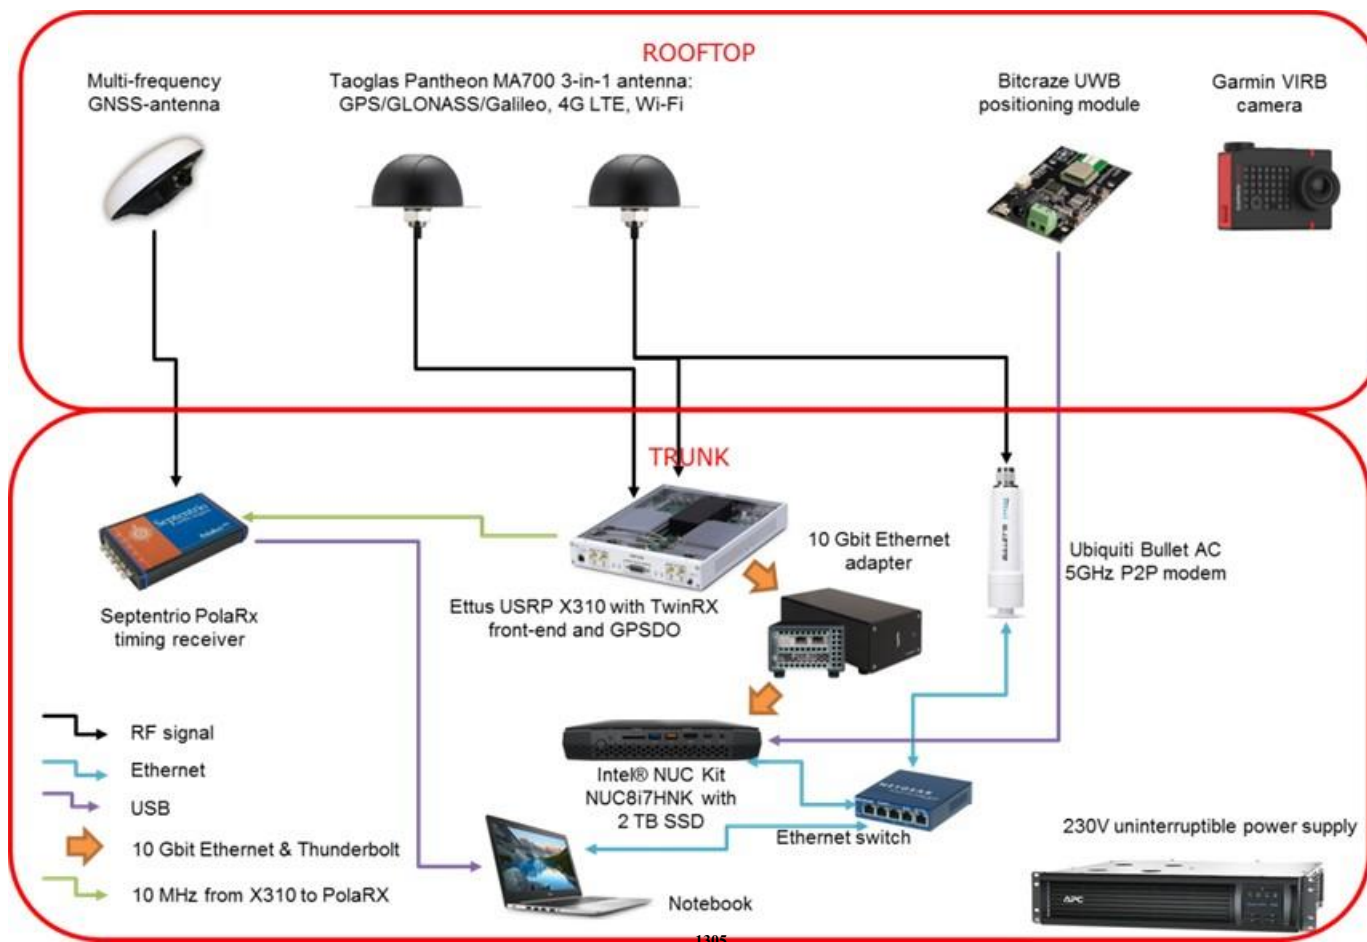 ROOFTOP
Multi-frequency
GNSS-antenna
Taoglas Pantheon MA700 3-in-1 antenna:
GPS/GLONASS/Galileo, 4G LTE, Wi-Fi
Bitcraze UWB
positioning module
Garmin VIRB
camera
TRUNK
Septentrio
Septentrio PolaRx
timing receiver
Ettus USRP X310 with TwinRX
front-end and GPSDO
10 Gbit Ethernet
adapter
Ubiquiti Bullet AC
5GHz P2P modem
Intel® NUC Kit
NUC8i7HNK with
2 TB SSD
NETGEAR
Ethernet switch
Notebook
230V uninterruptible power supply
APC
RF signal
Ethernet
USB
10 Gbit Ethernet & Thunderbolt
10 MHz from X310 to PolaRX
1305